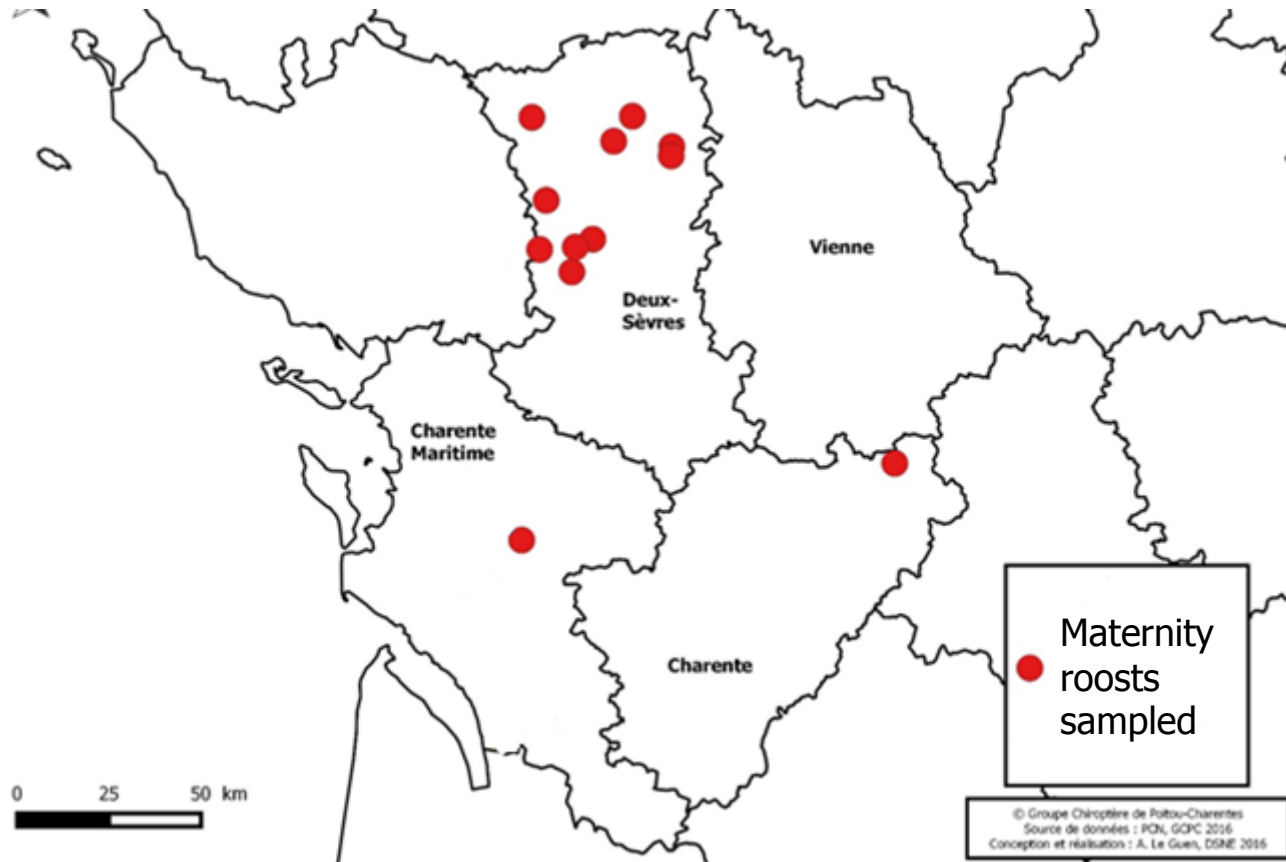 Vienne
Deux-
Sèvres
Charente
Maritime
Charente
Maternity
roosts
sampled
0 25 50 km
© Groupe Chiroptère de Poitou-Charentes
Source de données : PCN, GCPC 2016
Conception et réalisation : A. Le Guen, DSNE 2016